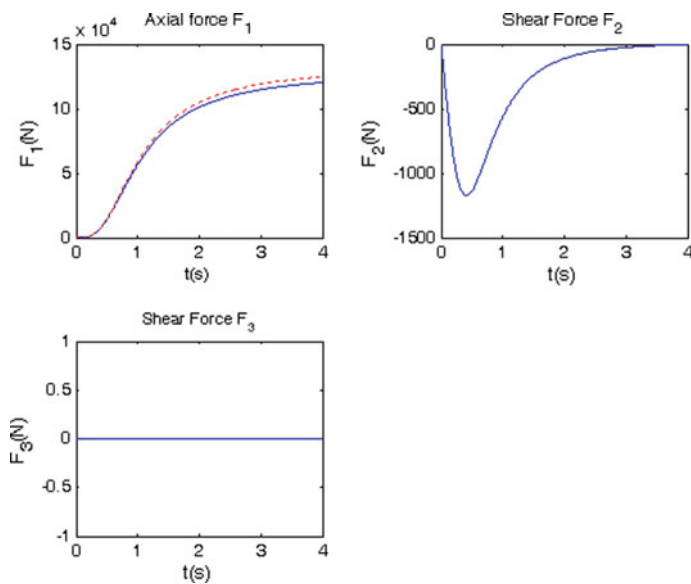 Axial force F1
x 10^4
15
10
5
0
F1(N)
0 1 2 3 4
t(s)
Shear Force F2
0
-500
-1000
-1500
F2(N)
0 1 2 3 4
t(s)
Shear Force F3
1
0.5
0
-0.5
-1
F3(N)
0 1 2 3 4
t(s)